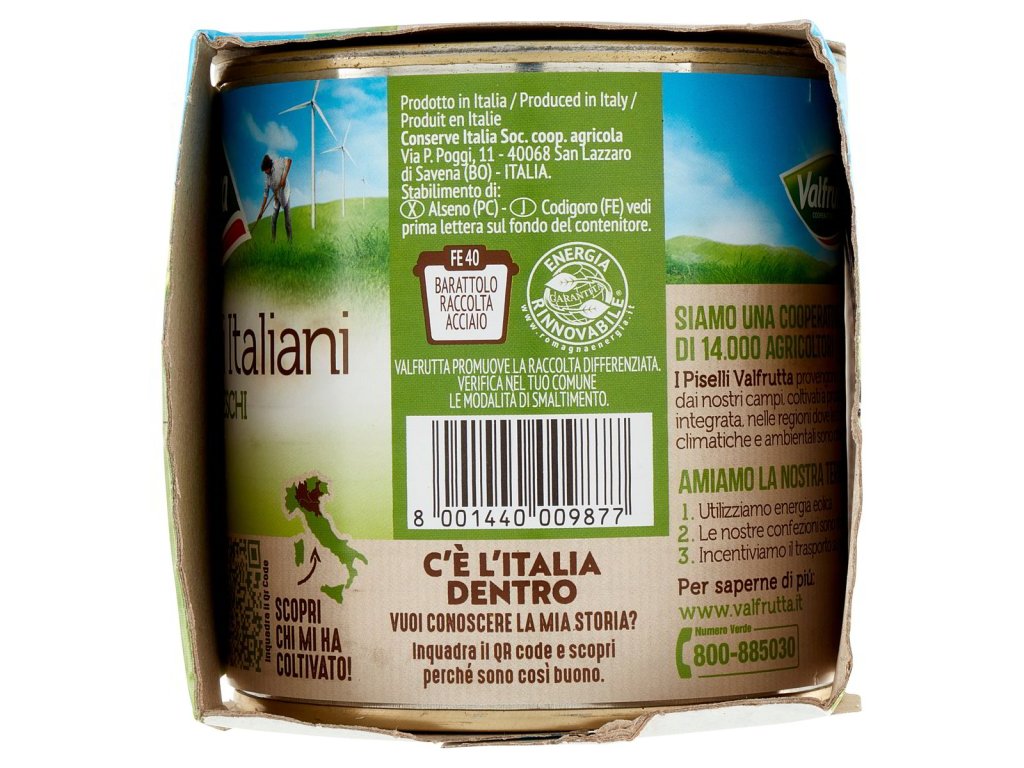 Italiani
Prodotto in Italia / Produced in Italy /
Produit en Italie
Conserve Italia Soc. coop. agricola
Via P. Poggi, 11 - 40068 San Lazzaro
di Savena (BO) - ITALIA.
Stabilimento di:
X Alseno (PC) - J Codigoro (FE) vedi
prima lettera sul fondo del contenitore.
FE 40
BARATTOLO
RACCOLTA
ACCIAIO
ENERGIA
GARANTITA
RINNOVABILE®
www.romagnaenergia.it
VALFRUTTA PROMUOVE LA RACCOLTA DIFFERENZIATA.
VERIFICA NEL TUO COMUNE
LE MODALITÀ DI SMALTIMENTO.
8 001440 009877
C'È L'ITALIA
DENTRO
VUOI CONOSCERE LA MIA STORIA?
Inquadra il QR code e scopri
perché sono così buono.
Inquadra il Qr Code
SCOPRI
CHI MI HA
COLTIVATO!
SIAMO UNA
DI 14.000 AGRICOLTORI
I Piselli Valfrutta
dai nostri campi, coltivati a
integrata, nelle regioni dove
climatiche e ambientali
AMIAMO LA NOSTRA
1. Utilizziamo energia eolica
2. Le nostre confezioni sono
3. Incentiviamo il trasporto
Per saperne di più:
www.valfrutta.it
Numero Verde
800-885030